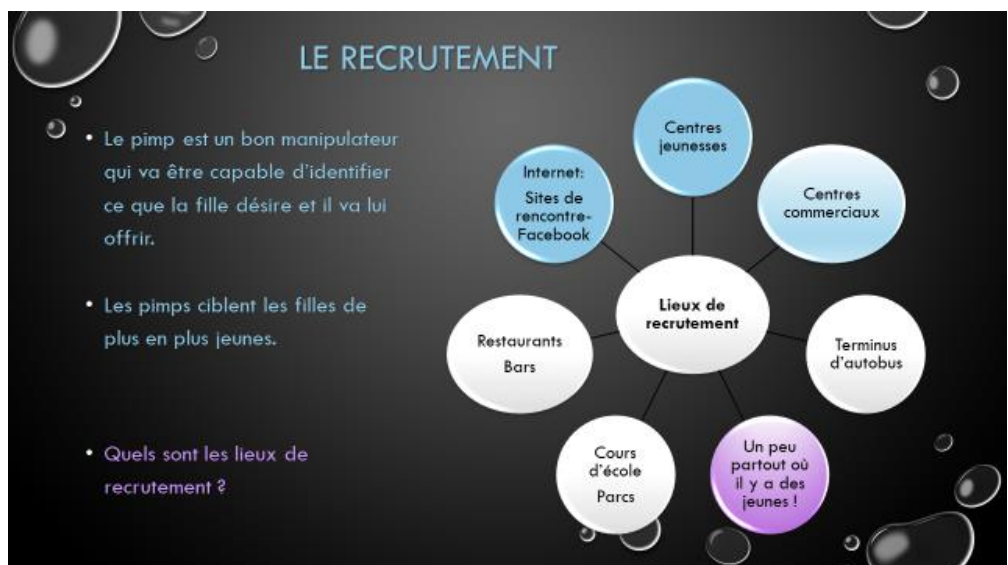 LE RECRUTEMENT
• Le pimp est un bon manipulateur
qui va être capable d'identifier
ce que la fille désire et il va lui
offrir.
• Les pimps ciblent les filles de
plus en plus jeunes.
• Quels sont les lieux de
recrutement ?
Centres
jeunesses
Centres
commerciaux
Terminus
d'autobus
Un peu
partout où
il y a des
jeunes !
Cours
d'école
Parcs
Restaurants
Bars
Internet:
Sites de
rencontre-
Facebook
Lieux de
recrutement